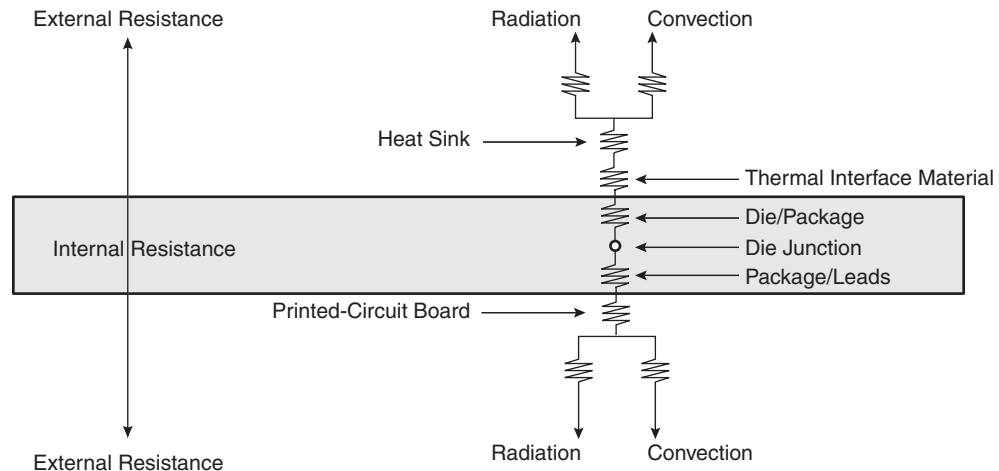 External Resistance
Radiation
Convection
Heat Sink
Thermal Interface Material
Die/Package
Internal Resistance
Die Junction
Package/Leads
Printed-Circuit Board
Radiation
Convection
External Resistance